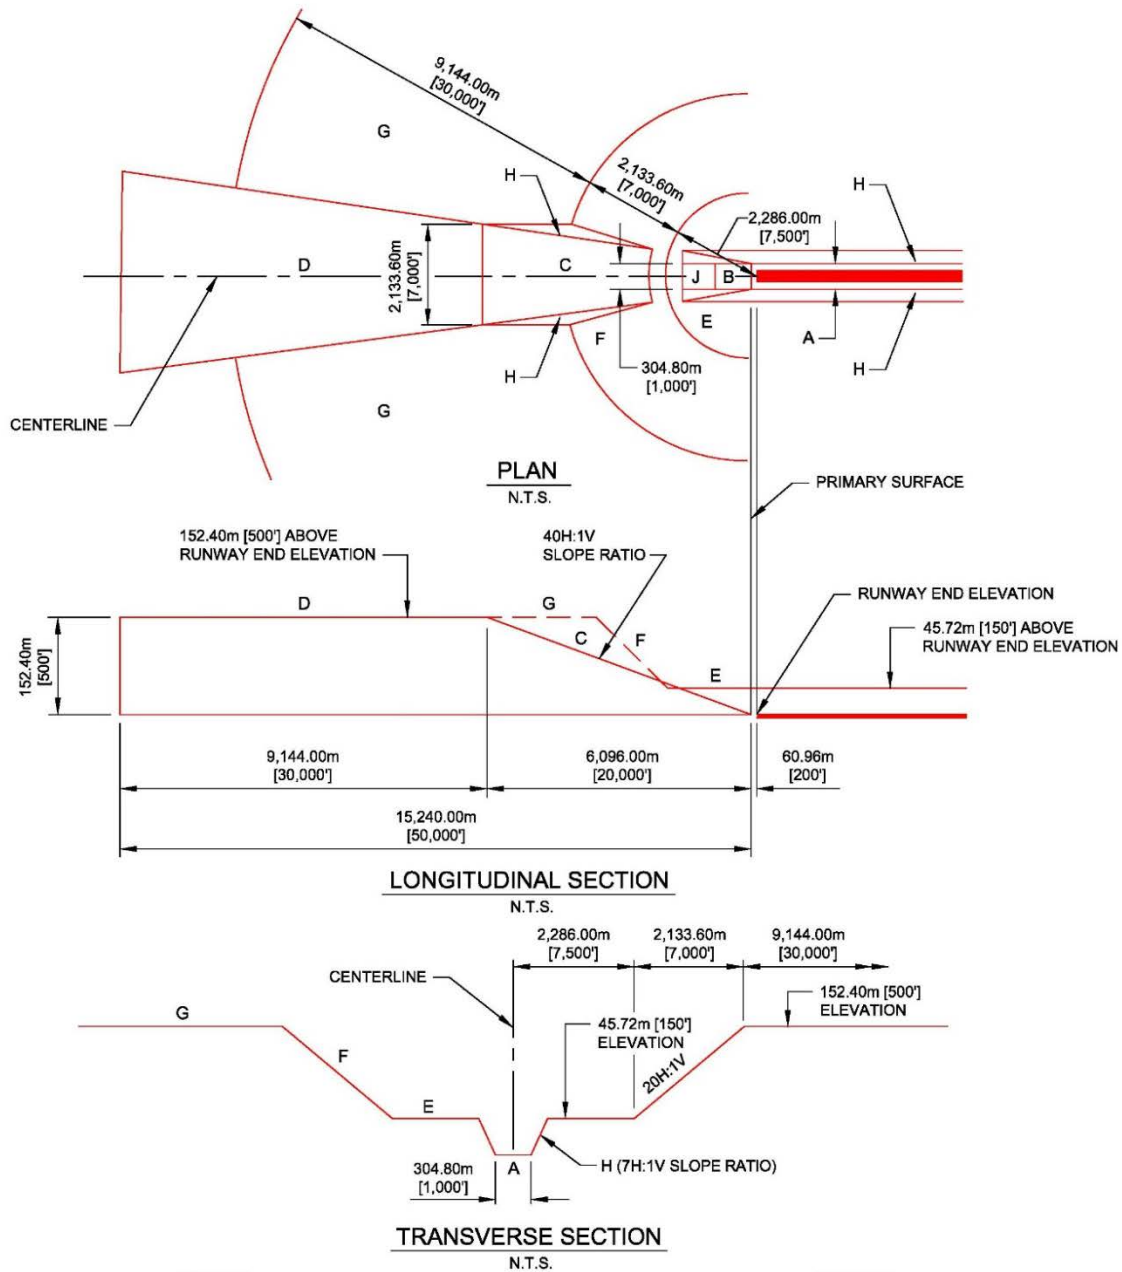 9,144.00m
[30,000']
G
H
2,133.60m
[7,000']
H
2,286.00m
[7,500']
D
2,133.60m
[7,000']
C
J
B
E
F
A
H
304.80m
[1,000']
H
G
CENTERLINE
PLAN
N.T.S.
PRIMARY SURFACE
152.40m [500'] ABOVE
RUNWAY END ELEVATION
40H:1V
SLOPE RATIO
RUNWAY END ELEVATION
D
G
C
F
45.72m [150'] ABOVE
RUNWAY END ELEVATION
152.40m
[500']
E
9,144.00m
[30,000']
6,096.00m
[20,000']
60.96m
[200']
15,240.00m
[50,000']
LONGITUDINAL SECTION
N.T.S.
2,286.00m
[7,500']
2,133.60m
[7,000']
9,144.00m
[30,000']
CENTERLINE
152.40m [500']
ELEVATION
G
45.72m [150']
ELEVATION
F
20H:1V
E
H (7H:1V SLOPE RATIO)
A
304.80m
[1,000']
TRANSVERSE SECTION
N.T.S.